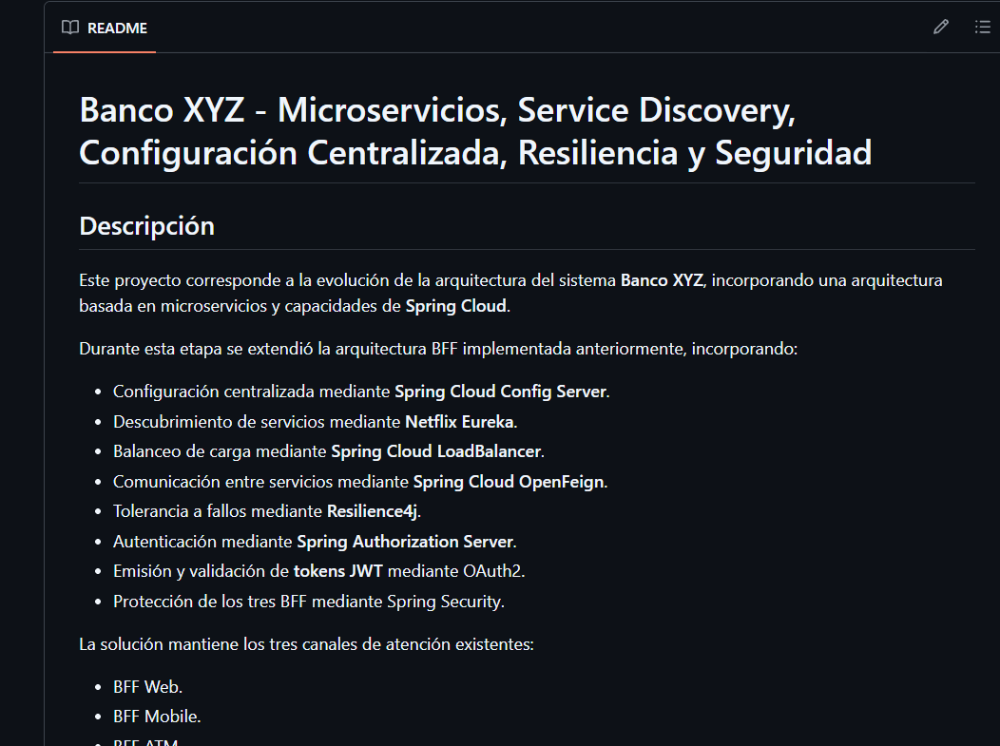 README
Banco XYZ - Microservicios, Service Discovery,
Configuración Centralizada, Resiliencia y Seguridad
Descripción
Este proyecto corresponde a la evolución de la arquitectura del sistema Banco XYZ, incorporando una arquitectura
basada en microservicios y capacidades de Spring Cloud.
Durante esta etapa se extendió la arquitectura BFF implementada anteriormente, incorporando:
• Configuración centralizada mediante Spring Cloud Config Server.
• Descubrimiento de servicios mediante Netflix Eureka.
• Balanceo de carga mediante Spring Cloud LoadBalancer.
• Comunicación entre servicios mediante Spring Cloud OpenFeign.
• Tolerancia a fallos mediante Resilience4j.
• Autenticación mediante Spring Authorization Server.
• Emisión y validación de tokens JWT mediante OAuth2.
• Protección de los tres BFF mediante Spring Security.
La solución mantiene los tres canales de atención existentes:
• BFF Web.
• BFF Mobile.
• BFF ATM